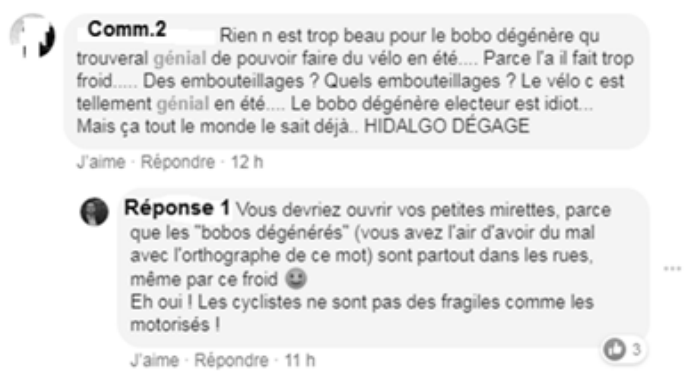 Comm.2 Rien n est trop beau pour le bobo dégénère qu
trouveral génial de pouvoir faire du vélo en été.... Parce l'a il fait trop
froid..... Des embouteillages ? Quels embouteillages ? Le vélo c est
tellement génial en été.... Le bobo dégénère electeur est idiot...
Mais ça tout le monde le sait déjà.. HIDALGO DÉGAGE
J'aime · Répondre · 12 h
Réponse 1 Vous devriez ouvrir vos petites mirettes, parce
que les "bobos dégénérés" (vous avez l'air d'avoir du mal
avec l'orthographe de ce mot) sont partout dans les rues,
même par ce froid
Eh oui ! Les cyclistes ne sont pas des fragiles comme les
motorisés !
3
J'aime · Répondre · 11 h